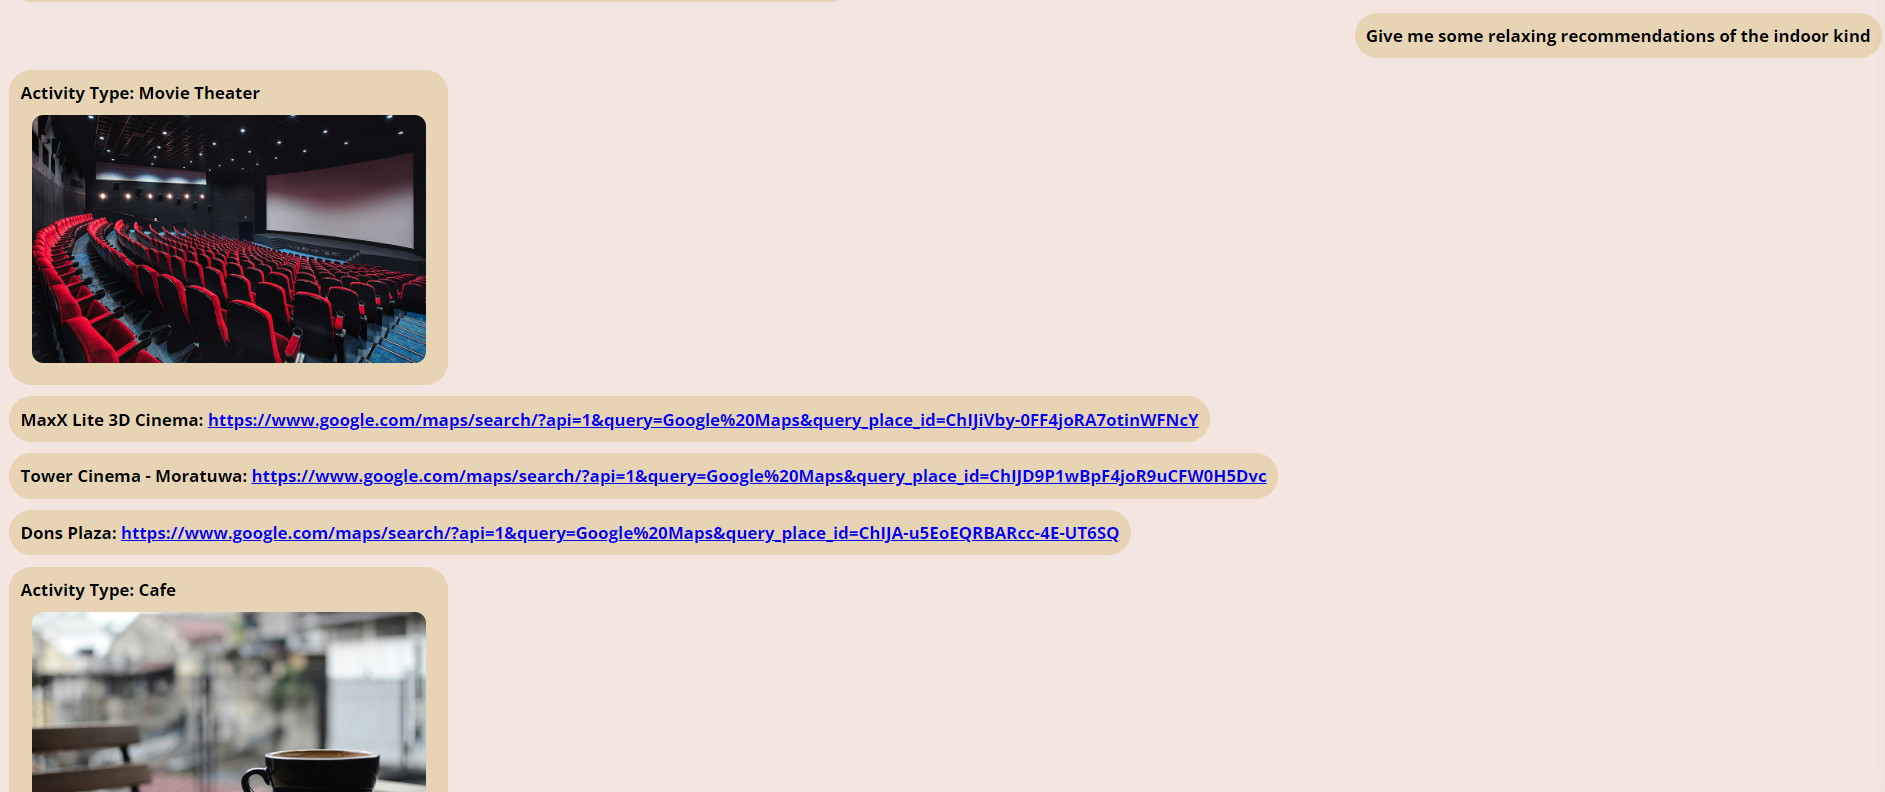 Give me some relaxing recommendations of the indoor kind
Activity Type: Movie Theater
MaxX Lite 3D Cinema: https://www.google.com/maps/search/?api=1&query=Google%20Maps&query_place_id=ChIJiVby-0FF4joRA7otinWFNcY
Tower Cinema - Moratuwa: https://www.google.com/maps/search/?api=1&query=Google%20Maps&query_place_id=ChIJD9P1wBpF4joR9uCFW0H5Dvc
Dons Plaza: https://www.google.com/maps/search/?api=1&query=Google%20Maps&query_place_id=ChIJA-u5EoEQRBARcc-4E-UT6SQ
Activity Type: Cafe